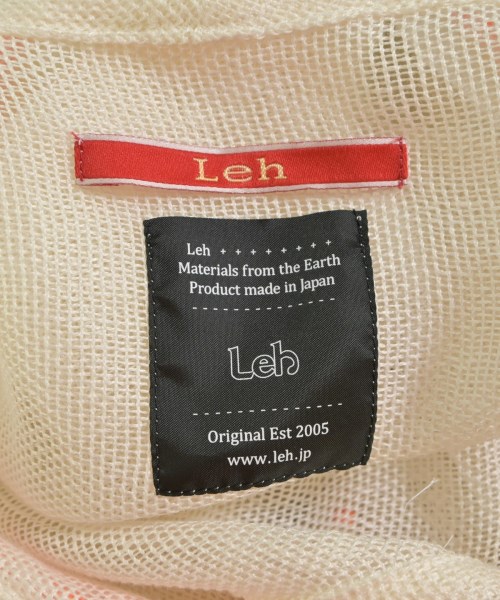 Leh
Leh + + + + + + + +
Materials from the Earth
Product made in Japan
Leh
Original Est 2005
www.leh.jp